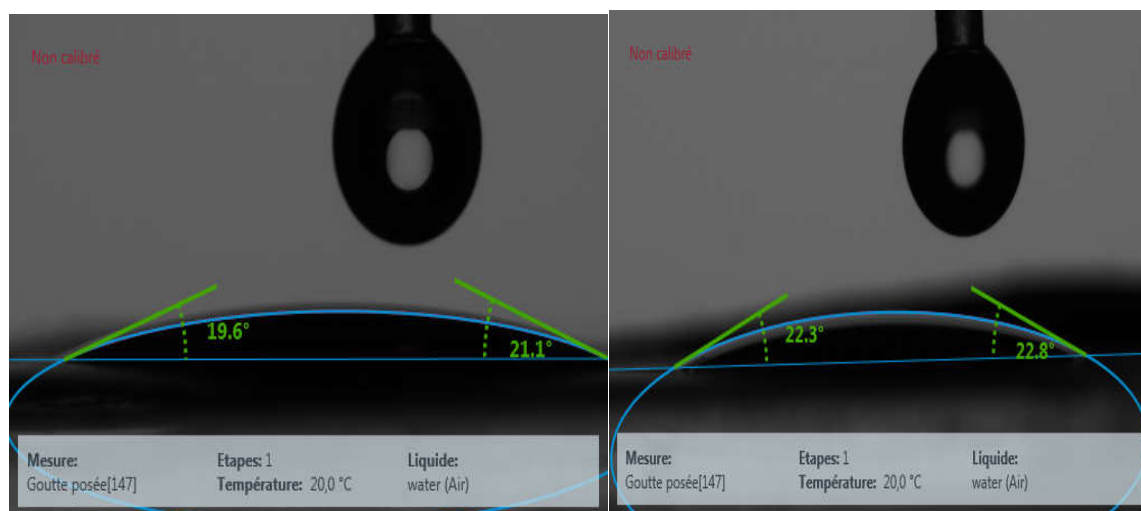 Non calibré
19.6°
21.1°
Mesure: Etapes: 1 Liquide:
Goutte posée[147] Température: 20,0 °C water (Air)
Non calibré
22.3°
22.8°
Mesure: Etapes: 1 Liquide:
Goutte posée[147] Température: 20,0 °C water (Air)